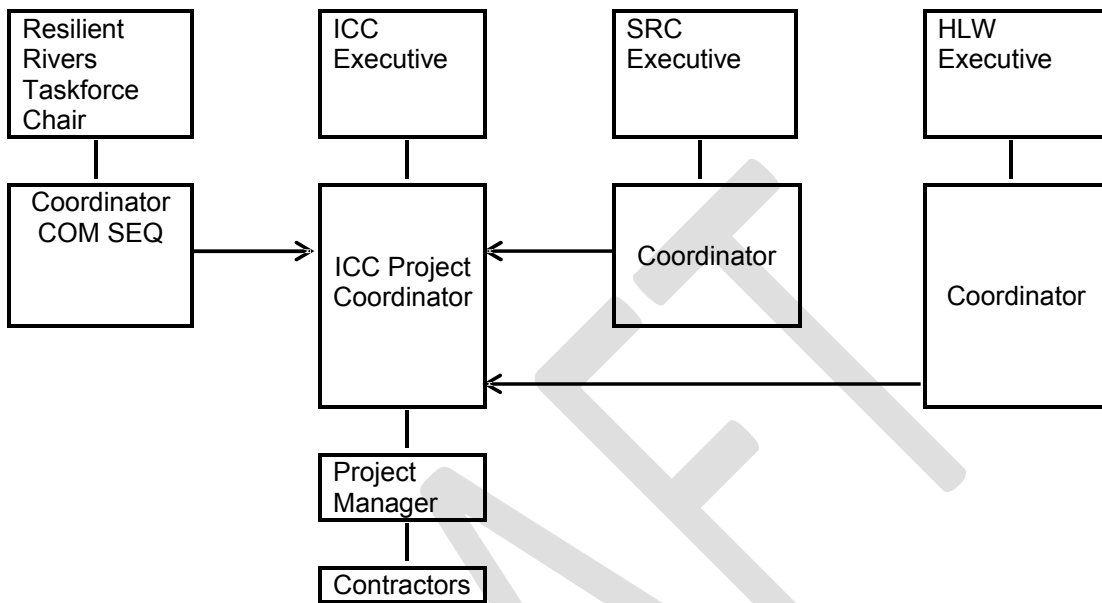 Resilient
Rivers
Taskforce
Chair
ICC
Executive
SRC
Executive
HLW
Executive
Coordinator
COM SEQ
ICC Project
Coordinator
Coordinator
Coordinator
Project
Manager
Contractors